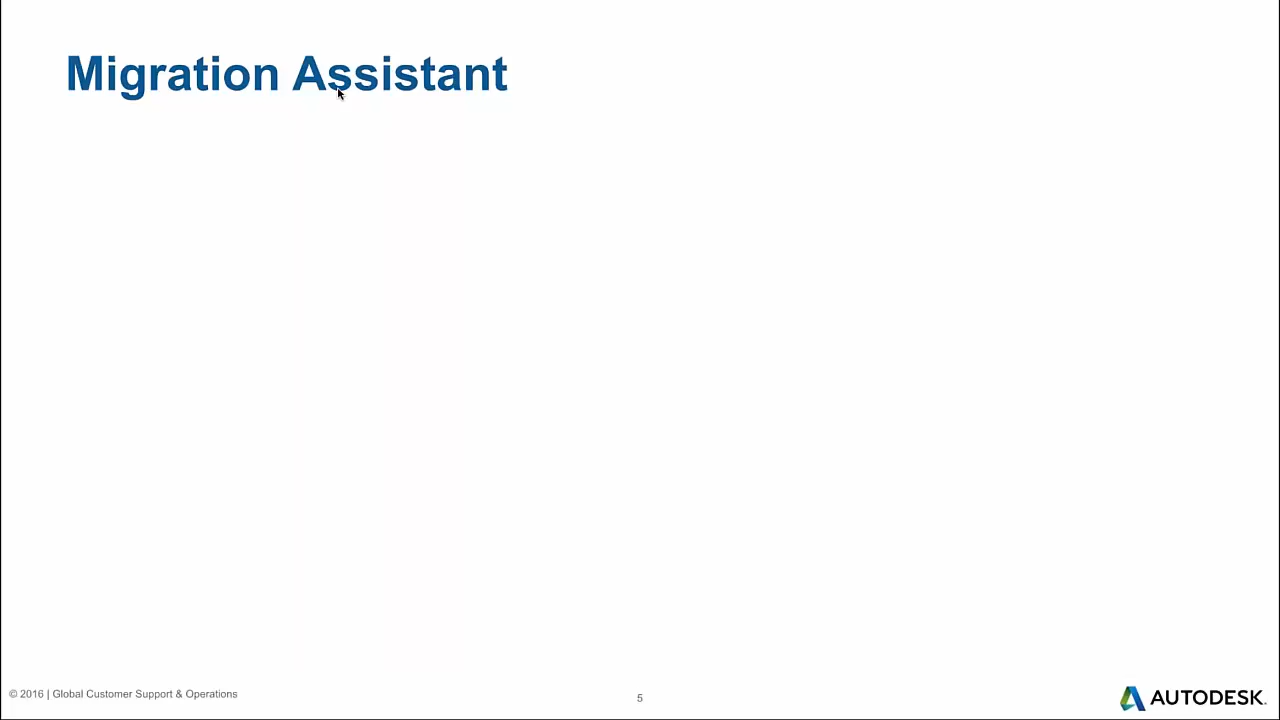 Migration Assistant
© 2016 | Global Customer Support & Operations
5
AUTODESK.